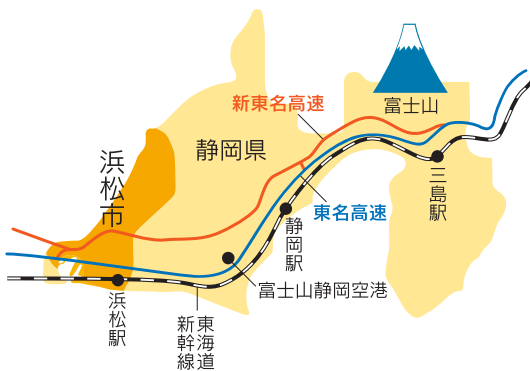 新東名高速
富士山
静岡県
浜松市
三島駅
東名高速
静岡駅
富士山静岡空港
浜松駅
東海道
新幹線